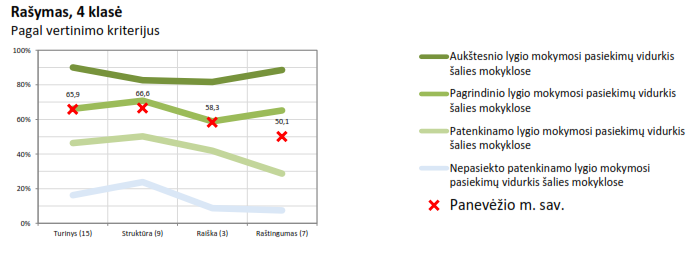 Rašymas, 4 klasė
Pagal vertinimo kriterijus
100%
80%
60%
40%
20%
0%
65,9
66,6
58,3
50,1
Turinys (15)
Struktūra (9)
Raiška (3)
Raštingumas (7)
Aukštesnio lygio mokymosi pasiekimų vidurkis
šalies mokyklose
Pagrindinio lygio mokymosi pasiekimų vidurkis
šalies mokyklose
Patenkinamo lygio mokymosi pasiekimų vidurkis
šalies mokyklose
Nepasiekto patenkinamo lygio mokymosi
pasiekimų vidurkis šalies mokyklose
Panevėžio m. sav.